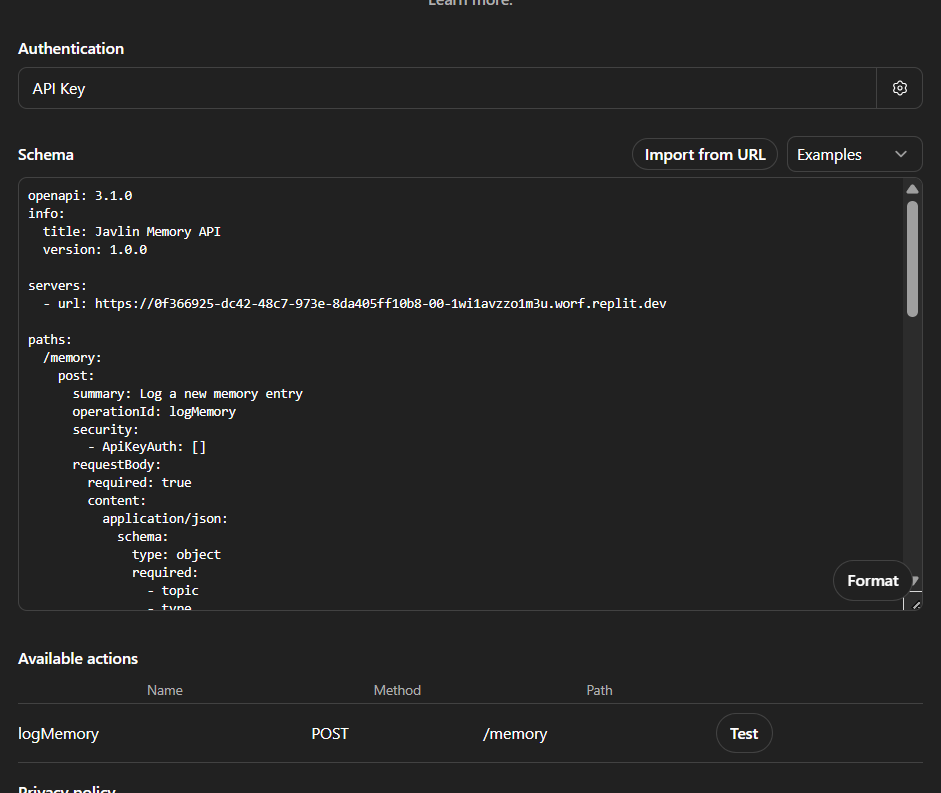 Learn more.
Authentication
API Key
Schema
Import from URL
Examples
openapi: 3.1.0
info:
  title: Javlin Memory API
  version: 1.0.0
servers:
  - url: https://0f366925-dc42-48c7-973e-8da405ff10b8-00-1wi1avzzo1m3u.worf.replit.dev
paths:
  /memory:
    post:
      summary: Log a new memory entry
      operationId: logMemory
      security:
        - ApiKeyAuth: []
      requestBody:
        required: true
        content:
          application/json:
            schema:
              type: object
              required:
                - topic
                - type
Format
Available actions
Name Method Path
logMemory POST /memory Test
Privacy policy